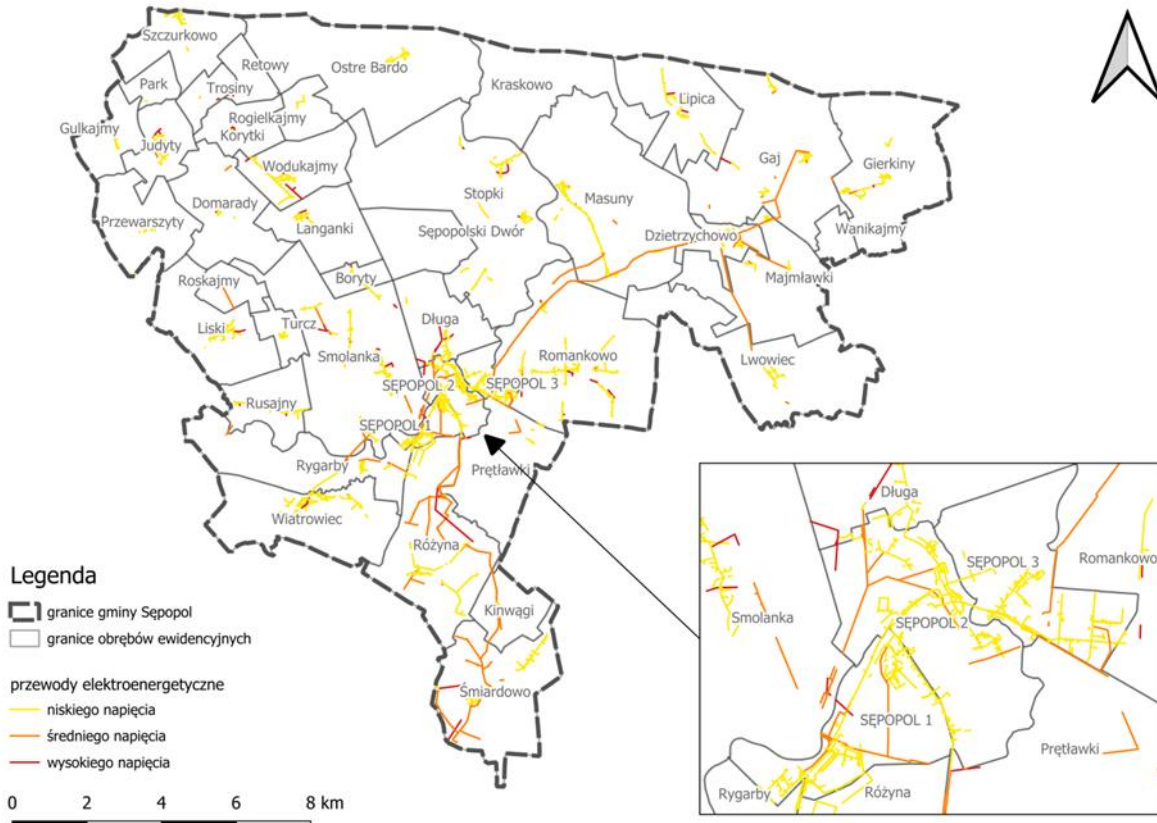 Szczurkowo
Retowy
Ostre Bardo
Park
Trosiny
Kraskowo
Lipica
Rogielkajmy
Gulkajmy
Korytki
Judyty
Wodukajmy
Gaj
Gierkiny
Stopki
Masuny
Domarady
Przewarszyty
Langanki
Sępopolski Dwór
Dzietrzychowo
Wanikajmy
Roskajmy
Boryty
Majmławki
Liski
Turcz
Długa
Smolanka
Romankowo
Lwowiec
SĘPOPOL 2
SĘPOPOL 3
Rusajny
SĘPOPOL 1
Rygarby
Prętławki
Wiatrowiec
Różyna
Kinwągi
Śmiardowo
Legenda
granice gminy Sępopol
granice obrębów ewidencyjnych
przewody elektroenergetyczne
niskiego napięcia
średniego napięcia
wysokiego napięcia
0 2 4 6 8 km
Długa
SĘPOPOL 3
Romankowo
Smolanka
SĘPOPOL 2
SĘPOPOL 1
Prętławki
Rygarby
Różyna